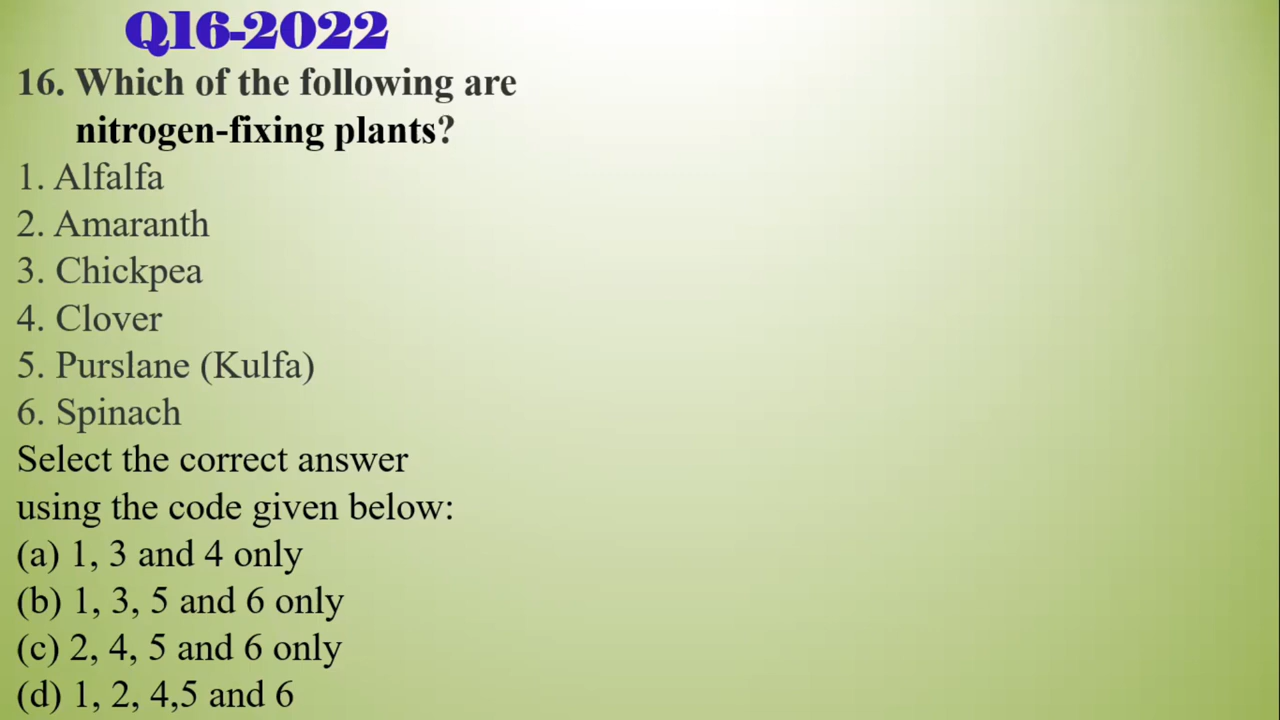 Q16-2022
16. Which of the following are
nitrogen-fixing plants?
1. Alfalfa
2. Amaranth
3. Chickpea
4. Clover
5. Purslane (Kulfa)
6. Spinach
Select the correct answer
using the code given below:
(a) 1, 3 and 4 only
(b) 1, 3, 5 and 6 only
(c) 2, 4, 5 and 6 only
(d) 1, 2, 4,5 and 6